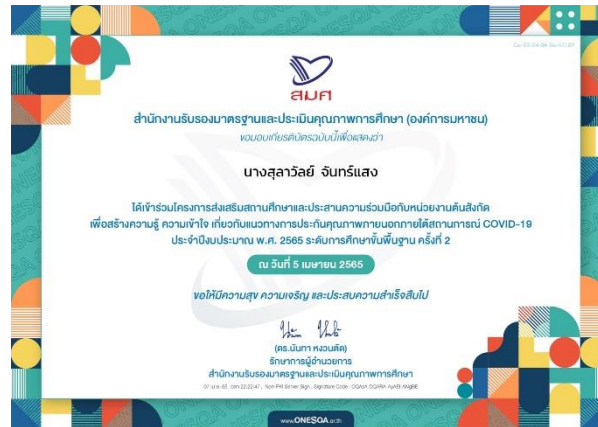 สมศ
สำนักงานรับรองมาตรฐานและประเมินคุณภาพการศึกษา (องค์การมหาชน)
ขอมอบเกียรติบัตรฉบับนี้เพื่อแสดงว่า
นางสุลาวัลย์ จันทร์แสง
ได้เข้าร่วมโครงการส่งเสริมสถานศึกษาและประสานความร่วมมือกับหน่วยงานต้นสังกัด
เพื่อสร้างความรู้ ความเข้าใจ เกี่ยวกับแนวทางการประกันคุณภาพภายนอกภายใต้สถานการณ์ COVID-19
ประจำปีงบประมาณ พ.ศ. 2565 ระดับการศึกษาขั้นพื้นฐาน ครั้งที่ 2
ณ วันที่ 5 เมษายน 2565
ขอให้มีความสุข ความเจริญ และประสบความสำเร็จสืบไป
(ดร.นันทา หงวนตัด)
รักษาการผู้อำนวยการ
สำนักงานรับรองมาตรฐานและประเมินคุณภาพการศึกษา
Non PKI Server Sign, Signature Code :
www.ONESQA.or.th